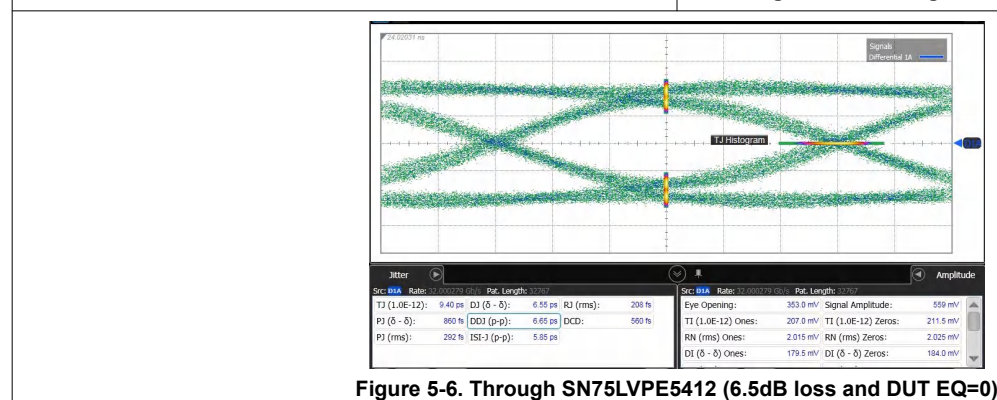 24.02031 ns
Signals
Differential 1A
TJ Histogram
D1A
Jitter
Src: D1A Rate: 32.000279 Gb/s Pat. Length: 32767
TJ (1.0E-12): 9.40 ps DJ (δ - δ): 6.55 ps RJ (rms): 208 fs
PJ (δ - δ): 860 fs DDJ (p-p): 6.65 ps DCD: 560 fs
PJ (rms): 292 fs ISI-J (p-p): 5.85 ps
Amplitude
Src: D1A Rate: 32.000279 Gb/s Pat. Length: 32767
Eye Opening: 353.0 mV Signal Amplitude: 559 mV
TI (1.0E-12) Ones: 207.0 mV TI (1.0E-12) Zeros: 211.5 mV
RN (rms) Ones: 2.015 mV RN (rms) Zeros: 2.025 mV
DI (δ - δ) Ones: 179.5 mV DI (δ - δ) Zeros: 184.0 mV
Figure 5-6. Through SN75LVPE5412 (6.5dB loss and DUT EQ=0)